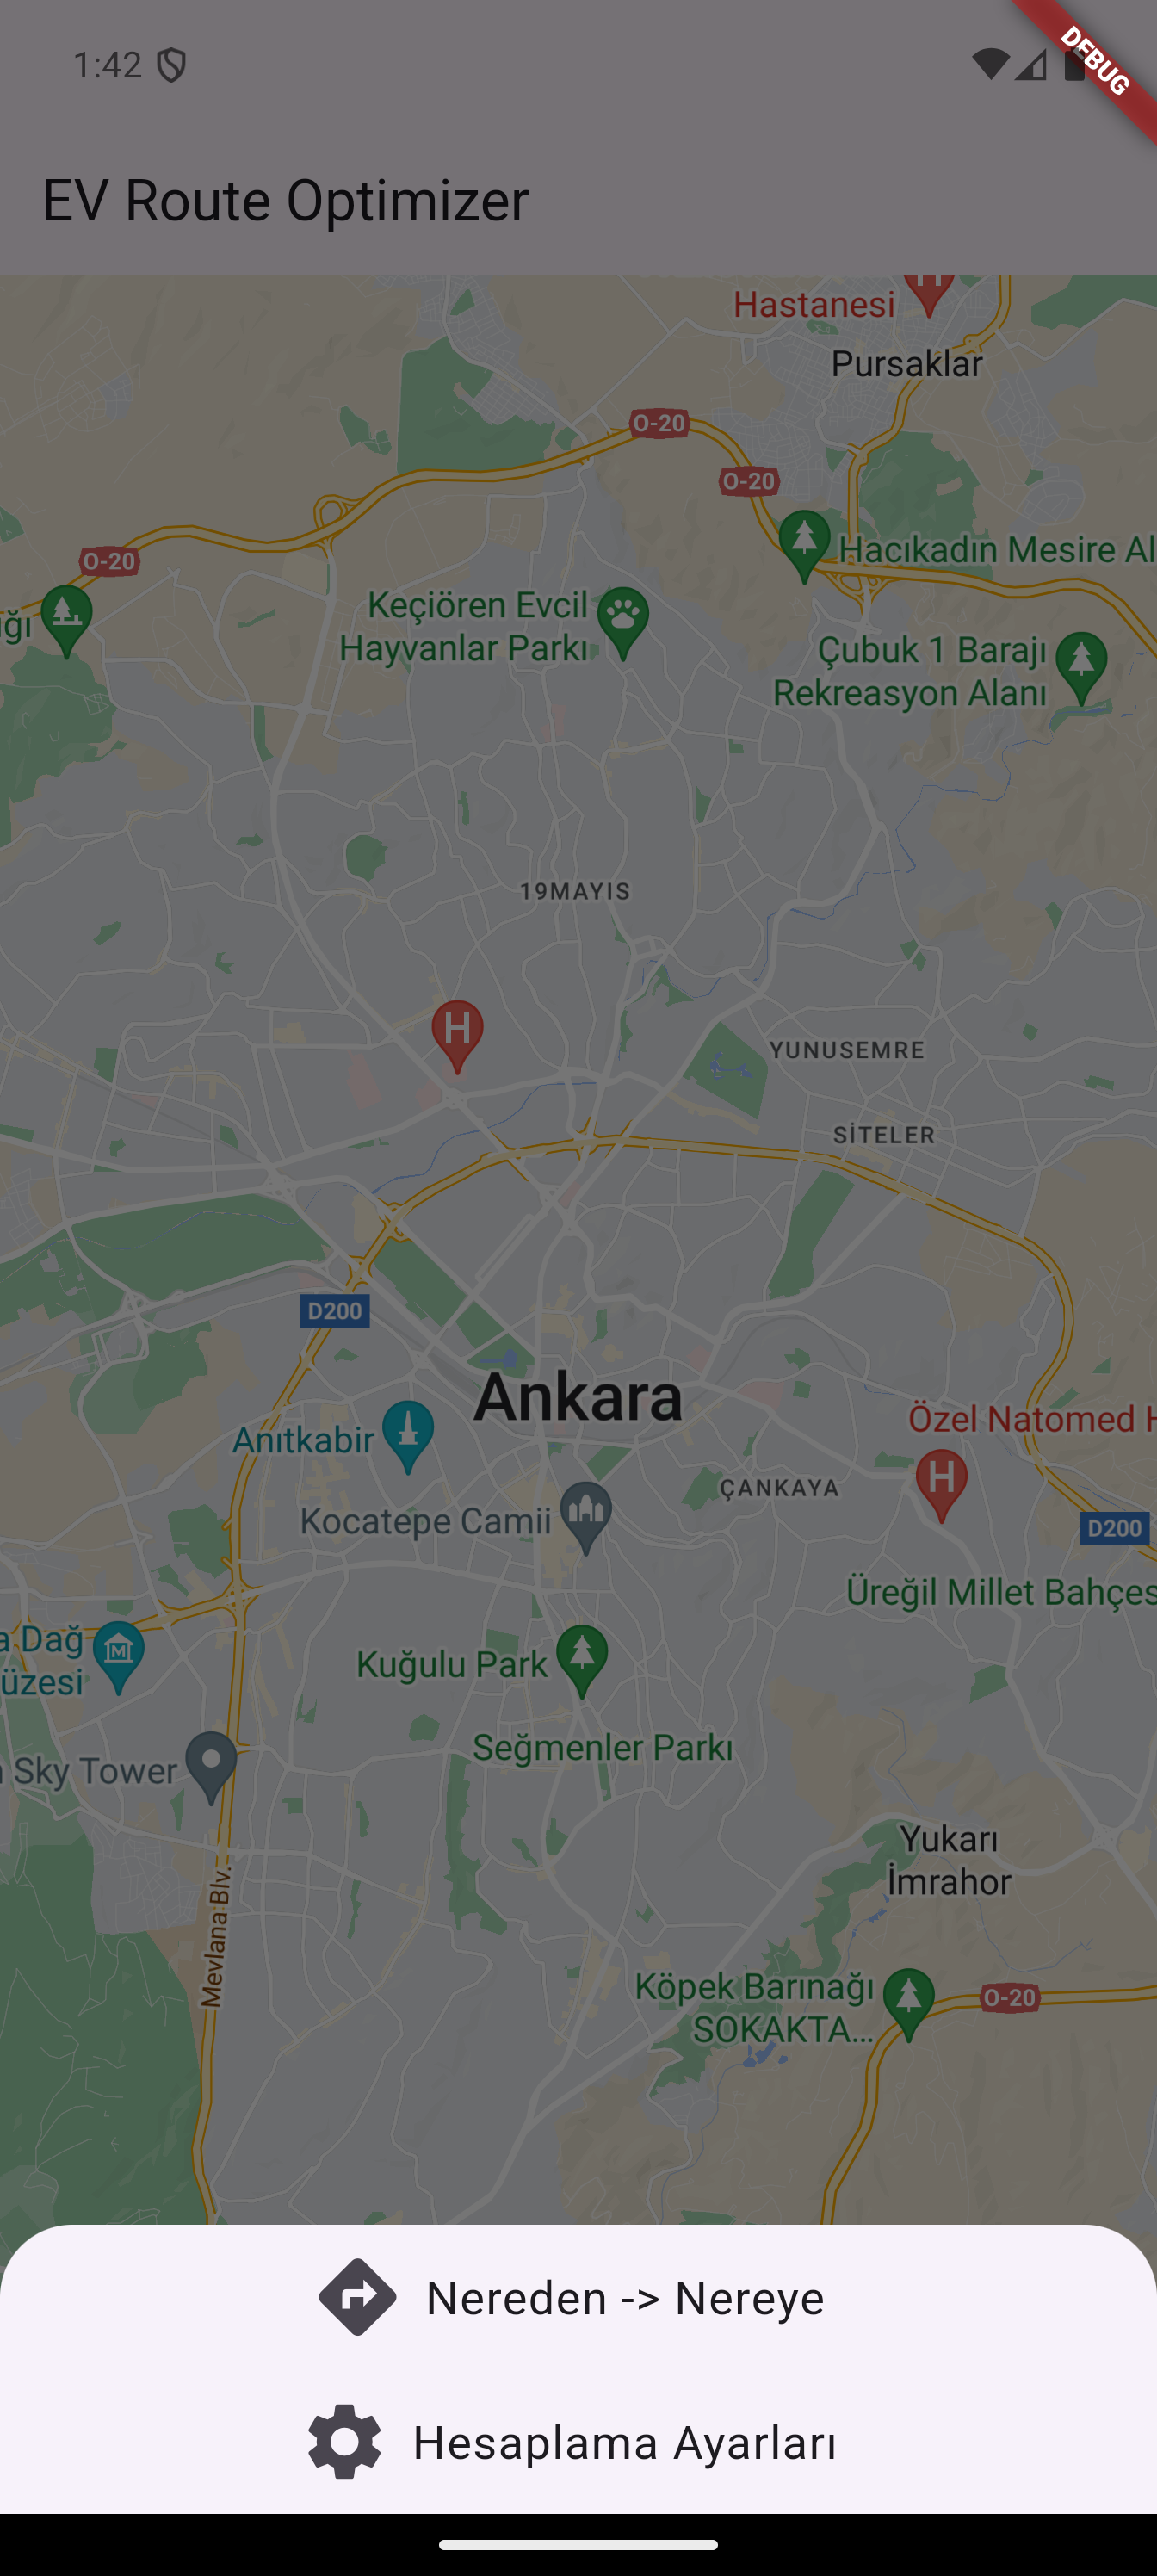 1:42
DEBUG
EV Route Optimizer
Hastanesi
Pursaklar
O-20
O-20
O-20
Hacıkadın Mesire Al
ğı
Keçiören Evcil
Hayvanlar Parkı
Çubuk 1 Barajı
Rekreasyon Alanı
19MAYIS
H
YUNUSEMRE
SİTELER
D200
Ankara
Anıtkabir
Özel Natomed H
H
ÇANKAYA
Kocatepe Camii
D200
Üreğil Millet Bahçes
a Dağ
üzesi
M
Kuğulu Park
Seğmenler Parkı
Sky Tower
Yukarı
İmrahor
Mevlana Blv.
Köpek Barınağı
SOKAKTA...
O-20
Nereden -> Nereye
Hesaplama Ayarları